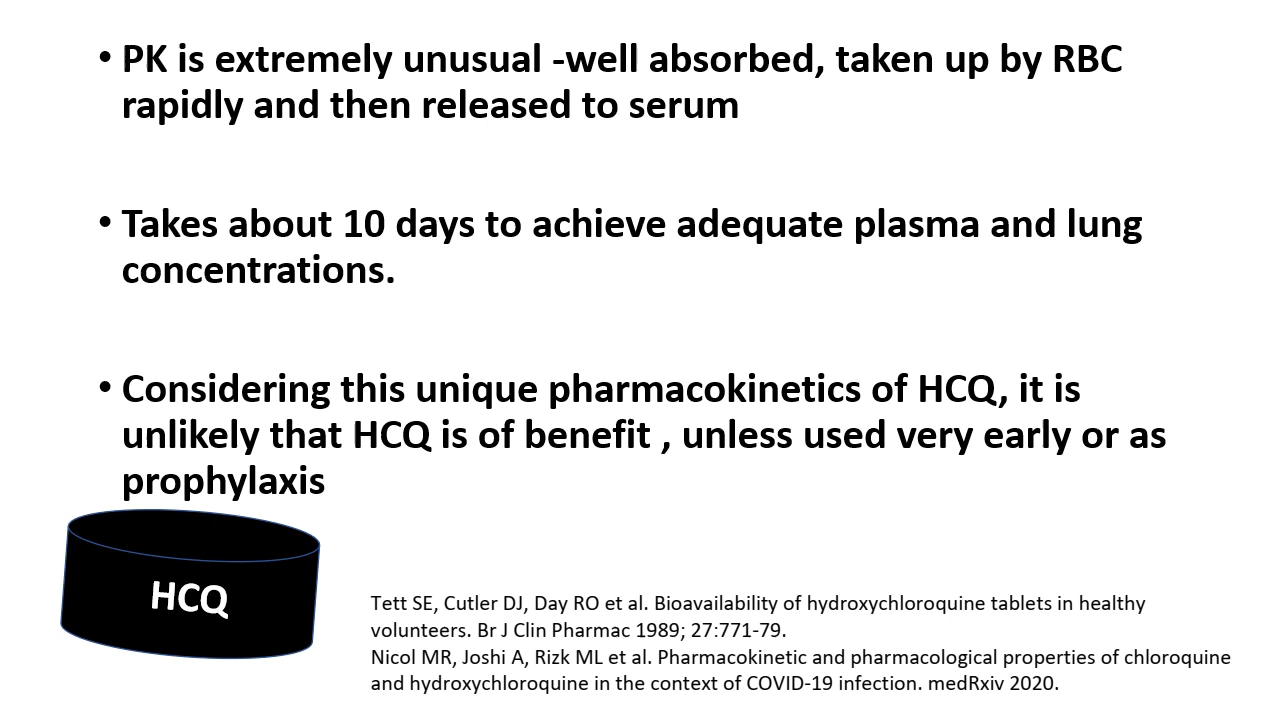 • PK is extremely unusual -well absorbed, taken up by RBC
rapidly and then released to serum
• Takes about 10 days to achieve adequate plasma and lung
concentrations.
• Considering this unique pharmacokinetics of HCQ, it is
unlikely that HCQ is of benefit , unless used very early or as
prophylaxis
HCQ
Tett SE, Cutler DJ, Day RO et al. Bioavailability of hydroxychloroquine tablets in healthy
volunteers. Br J Clin Pharmac 1989; 27:771-79.
Nicol MR, Joshi A, Rizk ML et al. Pharmacokinetic and pharmacological properties of chloroquine
and hydroxychloroquine in the context of COVID-19 infection. medRxiv 2020.